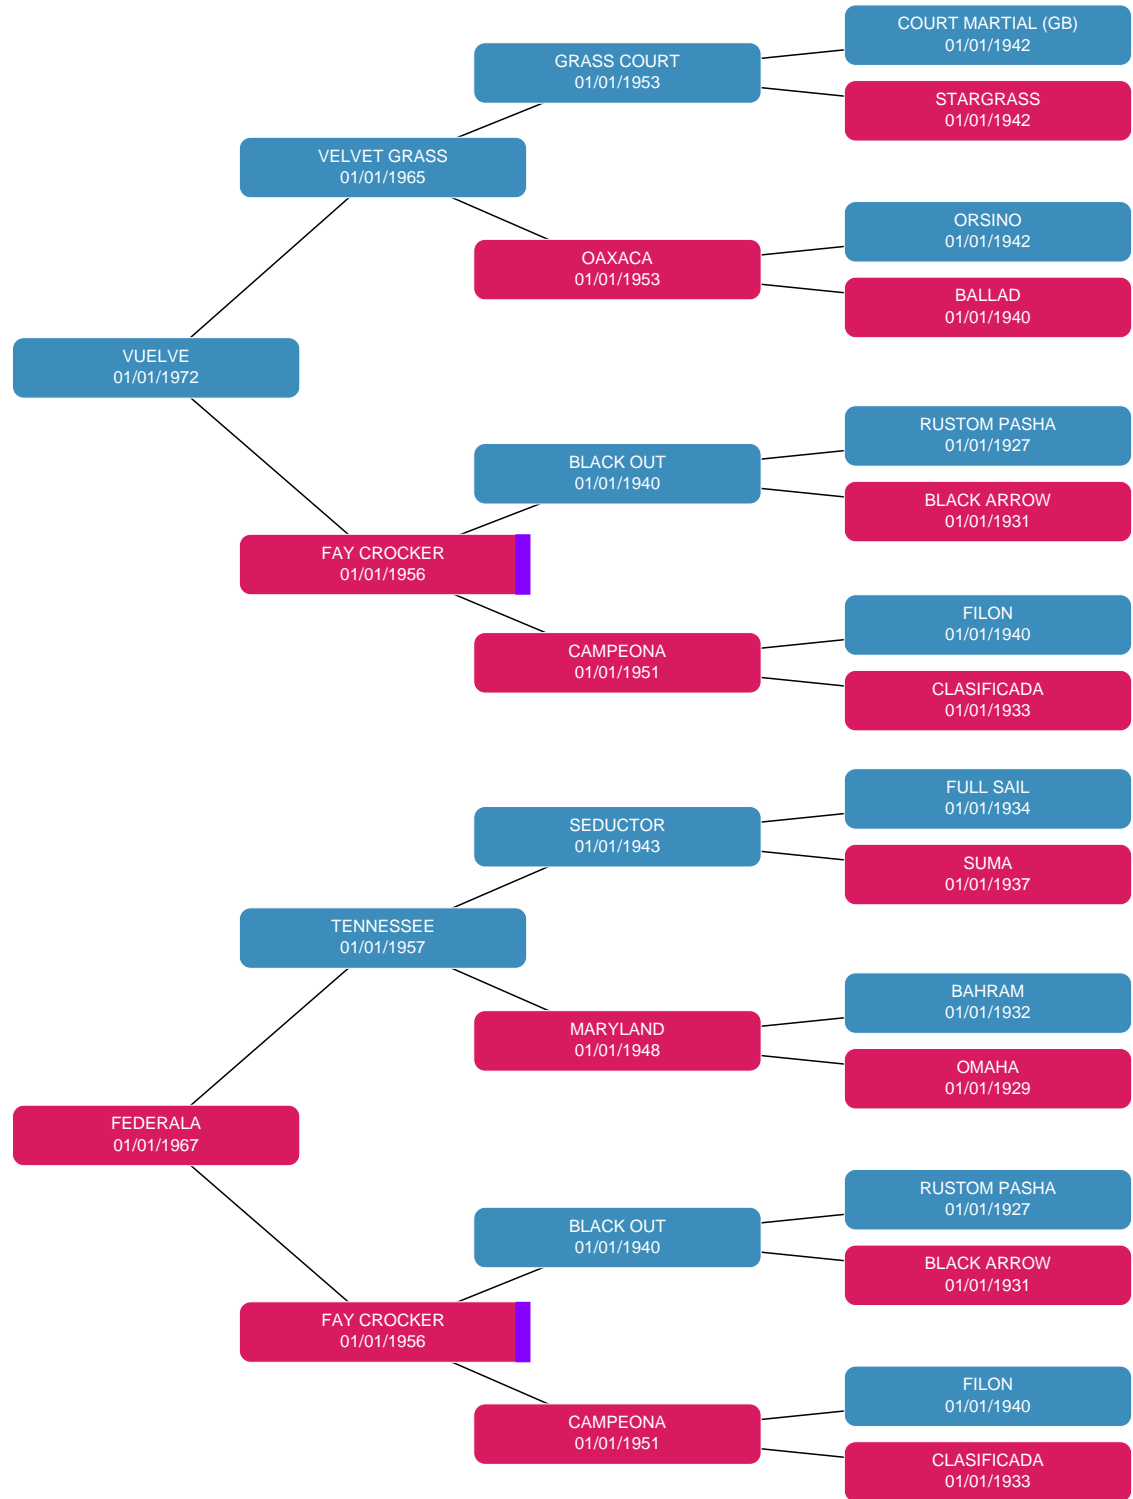 COURT MARTIAL (GB)
01/01/1942
GRASS COURT
01/01/1953
STARGRASS
01/01/1942
VELVET GRASS
01/01/1965
ORSINO
01/01/1942
OAXACA
01/01/1953
BALLAD
01/01/1940
VUELVE
01/01/1972
RUSTOM PASHA
01/01/1927
BLACK OUT
01/01/1940
BLACK ARROW
01/01/1931
FAY CROCKER
01/01/1956
FILON
01/01/1940
CAMPEONA
01/01/1951
CLASIFICADA
01/01/1933
FULL SAIL
01/01/1934
SEDUCTOR
01/01/1943
SUMA
01/01/1937
TENNESSEE
01/01/1957
BAHRAM
01/01/1932
MARYLAND
01/01/1948
OMAHA
01/01/1929
FEDERALA
01/01/1967
RUSTOM PASHA
01/01/1927
BLACK OUT
01/01/1940
BLACK ARROW
01/01/1931
FAY CROCKER
01/01/1956
FILON
01/01/1940
CAMPEONA
01/01/1951
CLASIFICADA
01/01/1933